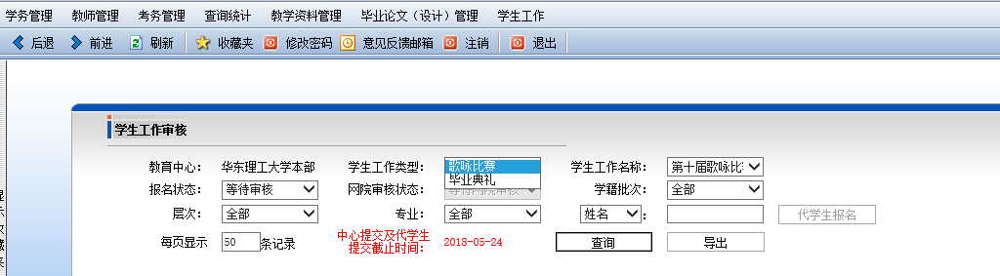 学务管理 教师管理 考务管理 查询统计 教学资料管理 毕业论文（设计）管理 学生工作
后退 前进 刷新 收藏夹 修改密码 意见反馈邮箱 注销 退出
学生工作审核
教育中心： 华东理工大学本部 学生工作类型： 歌咏比赛 学生工作名称： 第十届歌咏比
毕业典礼
报名状态： 等待审核 网院审核状态： 等待网院审核 学籍批次： 全部
层次： 全部 专业： 全部 姓名 ： 代学生报名
每页显示 50 条记录 中心提交及代学生 2018-05-24 查询 导出
提交截止时间：